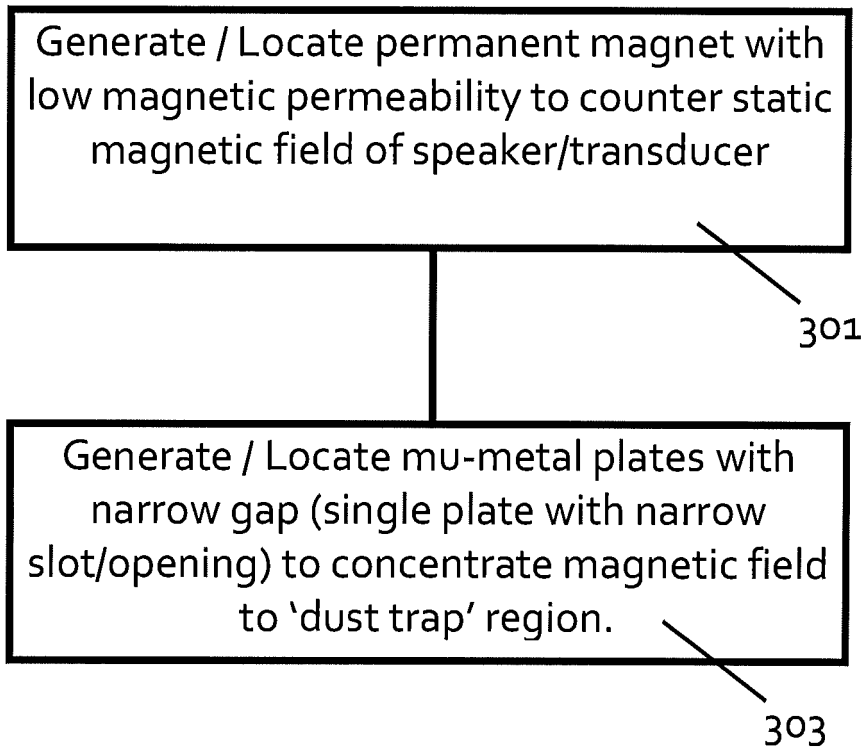 Generate / Locate permanent magnet with
low magnetic permeability to counter static
magnetic field of speaker/transducer
301
Generate / Locate mu-metal plates with
narrow gap (single plate with narrow
slot/opening) to concentrate magnetic field
to ‘dust trap’ region.
303